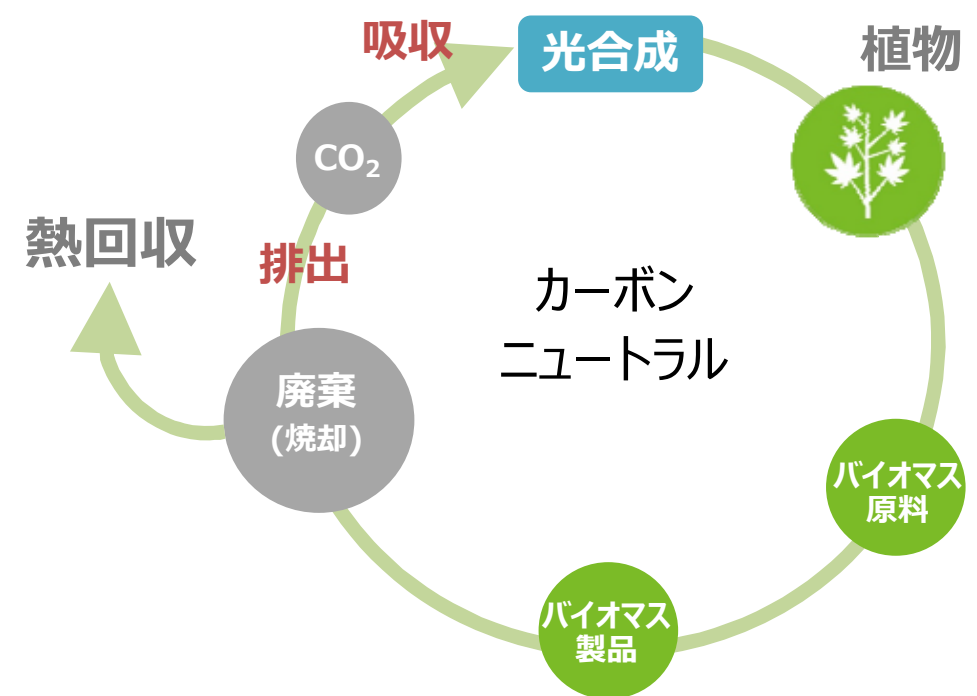 吸収
光合成
植物
CO₂
熱回収
排出
カーボン
ニュートラル
廃棄
(焼却)
バイオマス
原料
バイオマス
製品